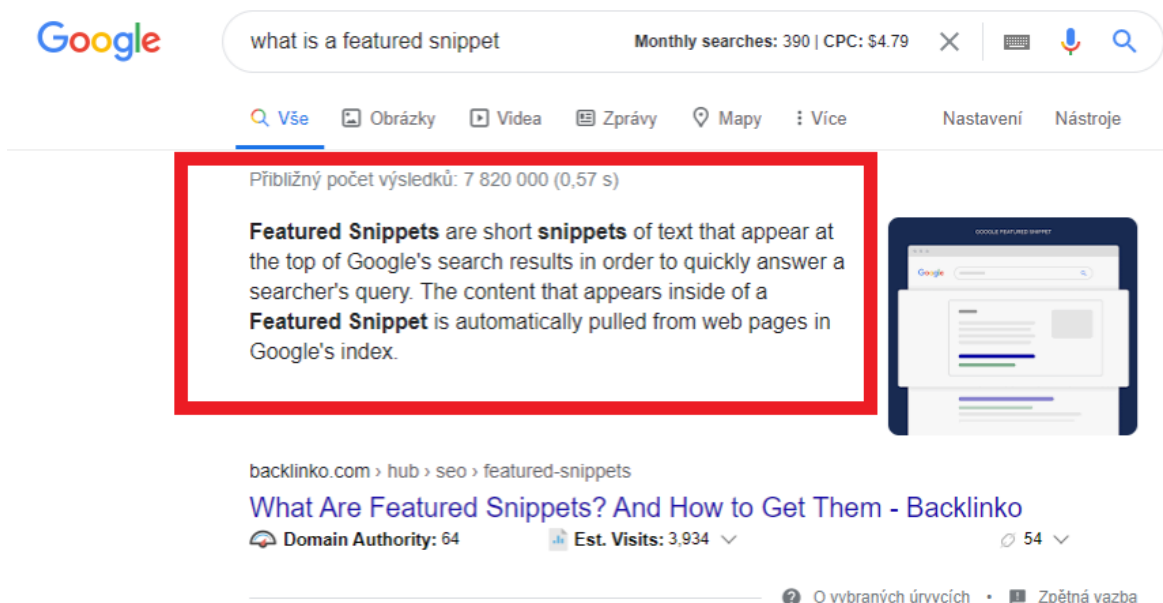 Google
what is a featured snippet Monthly searches: 390 | CPC: $4.79
Vše Obrázky Videa Zprávy Mapy Více Nastavení Nástroje
Přibližný počet výsledků: 7 820 000 (0,57 s)
Featured Snippets are short snippets of text that appear at
the top of Google's search results in order to quickly answer a
searcher's query. The content that appears inside of a
Featured Snippet is automatically pulled from web pages in
Google's index.
GOOGLE FEATURED SNIPPET
Google
backlinko.com › hub › seo › featured-snippets
What Are Featured Snippets? And How to Get Them - Backlinko
Domain Authority: 64 Est. Visits: 3,934 54
O vybraných úryvcích • Zpětná vazba